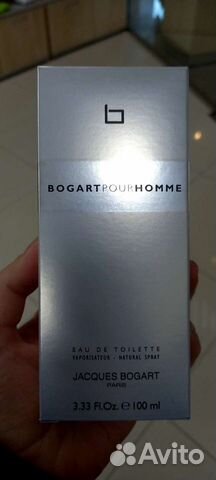 b
BOGARTPOURHOMME
EAU DE TOILETTE
VAPORISATEUR - NATURAL SPRAY
JACQUES BOGART
PARIS
3.33 Fl.Oz. e 100 ml
Avito